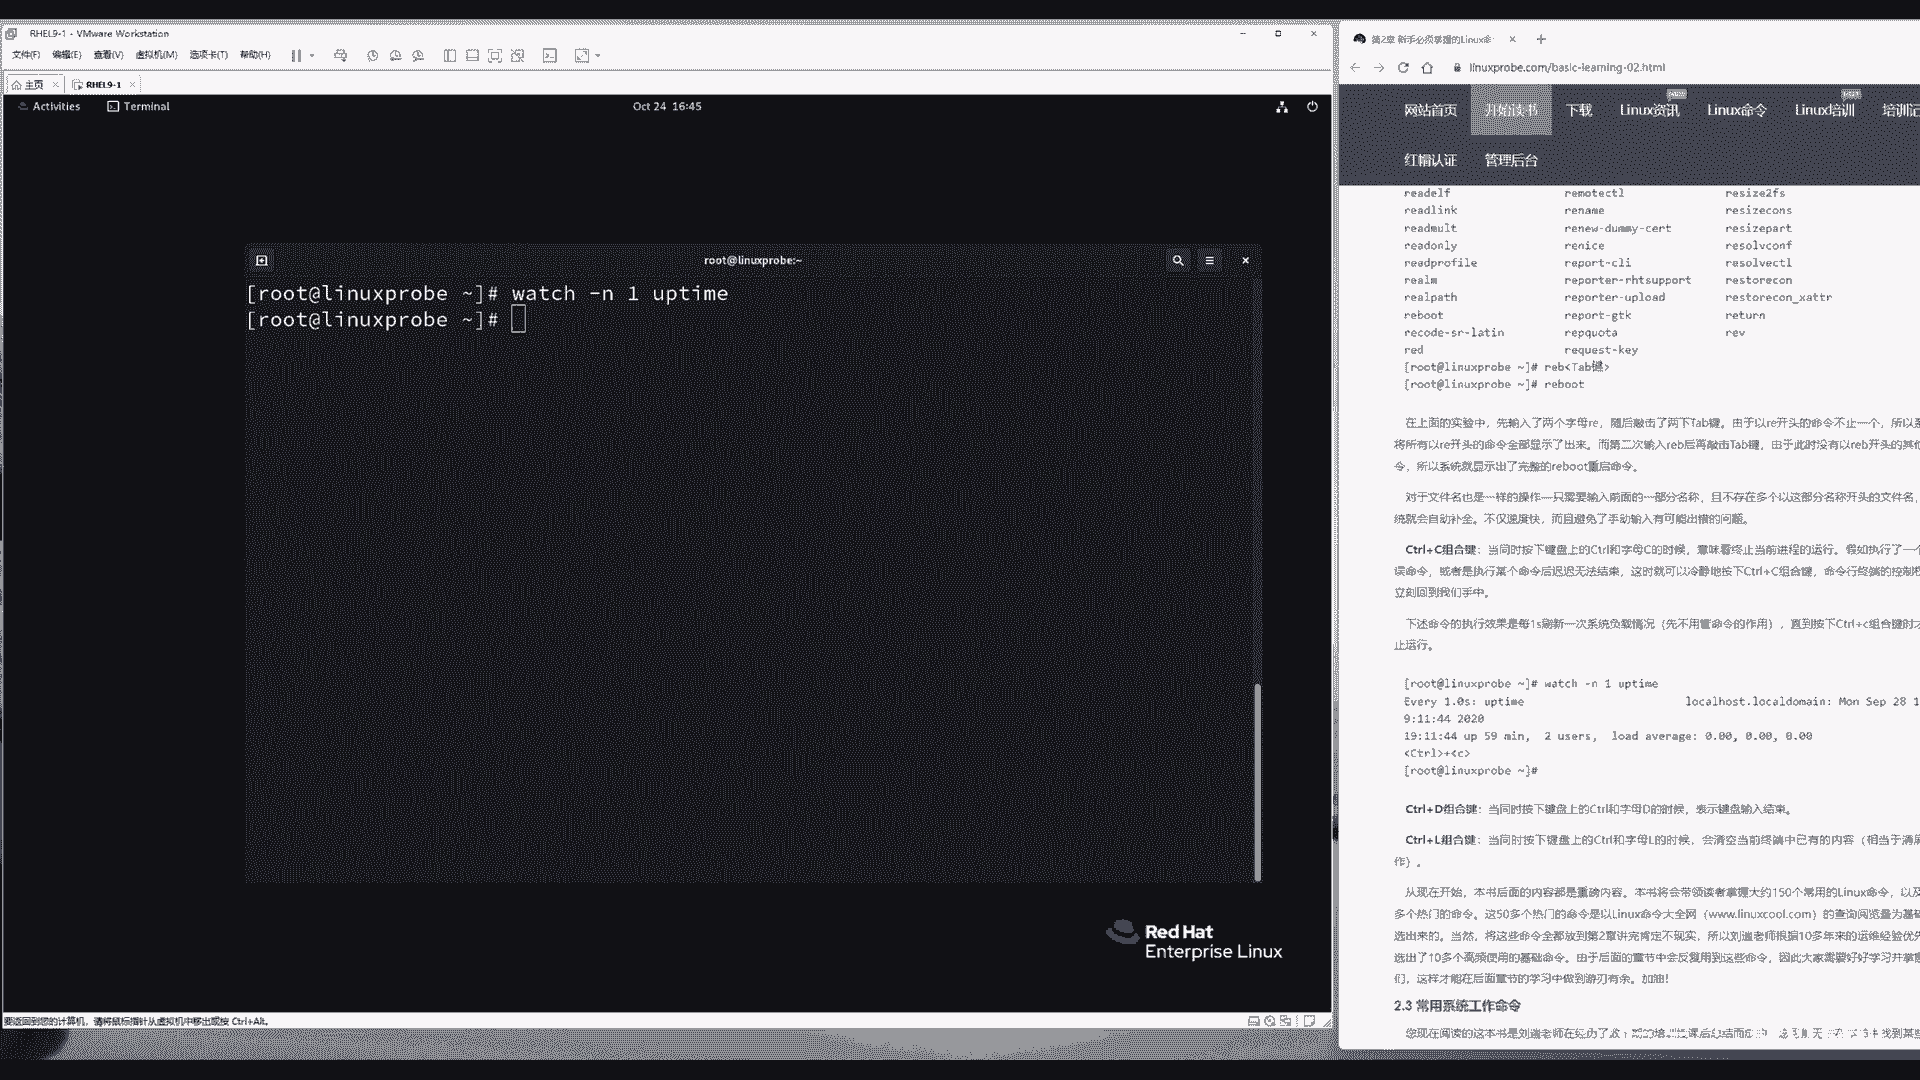 RHEL9-1 - VMware Workstation
文件(F) 编辑(E) 查看(V) 虚拟机(M) 选项卡(T) 帮助(H)
主页 RHEL9-1
Activities Terminal Oct 24 16:45
root@linuxprobe:~
[root@linuxprobe ~]# watch -n 1 uptime
[root@linuxprobe ~]#
Red Hat
Enterprise Linux
要返回到您的计算机，请将鼠标指针从虚拟机中移出或按 Ctrl+Alt。
第2章 新手必须掌握的Linux命
linuxprobe.com/basic-learning-02.html
网站首页 开始读书 下载 Linux资讯 Linux命令 Linux培训 培训记
红帽认证 管理后台
readelf remotectl resize2fs
readlink rename resizecons
readmult renew-dummy-cert resizepart
readonly renice resolvconf
readprofile report-cli resolvectl
realm reporter-rhtsupport restorecon
realpath reporter-upload restorecon_xattr
reboot report-gtk return
recode-sr-latin repquota rev
red request-key
[root@linuxprobe ~]# reb<Tab键>
[root@linuxprobe ~]# reboot
在上面的实验中，先输入了两个字母re，随后敲击了两下Tab键。由于以re开头的命令不止一个，所以系
将所有以re开头的命令全部显示了出来。而第二次输入reb后再敲击Tab键，由于此时没有以reb开头的其他
令，所以系统就显示出了完整的reboot重启命令。
对于文件名也是一样的操作—只需要输入前面的一部分名称，且不存在多个以这部分名称开头的文件名，
统就会自动补全。不仅速度快，而且避免了手动输入有可能出错的问题。
Ctrl+C组合键：当同时按下键盘上的Ctrl和字母C的时候，意味着终止当前进程的运行。假如执行了一个
误命令，或者是执行某个命令后迟迟无法结束，这时就可以冷静地按下Ctrl+C组合键，命令行终端的控制权
立刻回到我们手中。
下述命令的执行效果是每1s刷新一次系统负载情况（先不用管命令的作用），直到按下Ctrl+c组合键时才
止运行。
[root@linuxprobe ~]# watch -n 1 uptime
Every 1.0s: uptime localhost.localdomain: Mon Sep 28 1
9:11:44 2020
19:11:44 up 59 min, 2 users, load average: 0.00, 0.00, 0.00
<Ctrl>+<c>
[root@linuxprobe ~]#
Ctrl+D组合键：当同时按下键盘上的Ctrl和字母D的时候，表示键盘输入结束。
Ctrl+L组合键：当同时按下键盘上的Ctrl和字母L的时候，会清空当前终端中已有的内容（相当于清屏
作）。
从现在开始，本书后面的内容都是重磅内容。本书将会带领读者掌握大约150个常用的Linux命令，以及
多个热门的命令。这50多个热门的命令是以Linux命令大全网（www.linuxcool.com）的查询阅览量为基础
选出来的。当然，将这些命令全都放到第2章讲完肯定不现实，所以刘遄老师根据10多年来的运维经验优先
选出了10多个高频使用的基础命令。由于后面的章节中会反复用到这些命令，因此大家需要好好学习并掌握
们，这样才能在后面章节的学习中做到游刃有余。加油！
2.3 常用系统工作命令
您现在阅读的这本书是刘遄老师在经历了